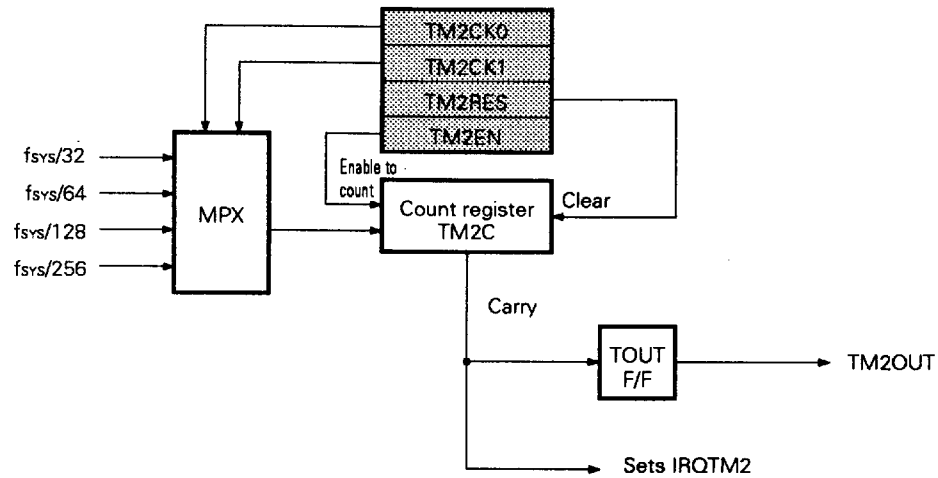 TM2CK0
TM2CK1
TM2RES
TM2EN
fsys/32
fsys/64
fsys/128
fsys/256
MPX
Enable to
count
Count register
TM2C
Clear
Carry
TOUT
F/F
TM2OUT
Sets IRQTM2